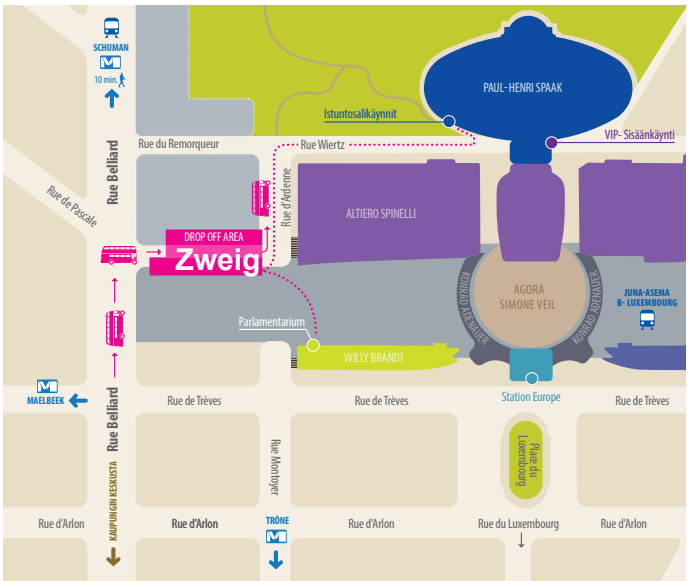 SCHUMAN
M
10 min.
PAUL-HENRI SPAAK
Istuntosalikäynnit
VIP- Sisäänkäynti
Rue du Remorqueur
Rue Wiertz
Rue Belliard
Rue de Pascale
Rue d'Ardenne
ALTIERO SPINELLI
DROP OFF AREA
Zweig
KONRAD ADENAUER
KONRAD ADENAUER
AGORA
SIMONE VEIL
JUNA-ASEMA
B- LUXEMBOURG
Parlamentarium
WILLY BRANDT
M
MAELBEEK
Rue Belliard
Rue de Trèves
Rue de Trèves
Station Europe
Rue de Trèves
Rue Montoyer
Place du
Luxembourg
KAUPUNGIN KESKUSTA
Rue d'Arlon
Rue d'Arlon
TRÔNE
M
Rue d'Arlon
Rue du Luxembourg
Rue d'Arlon